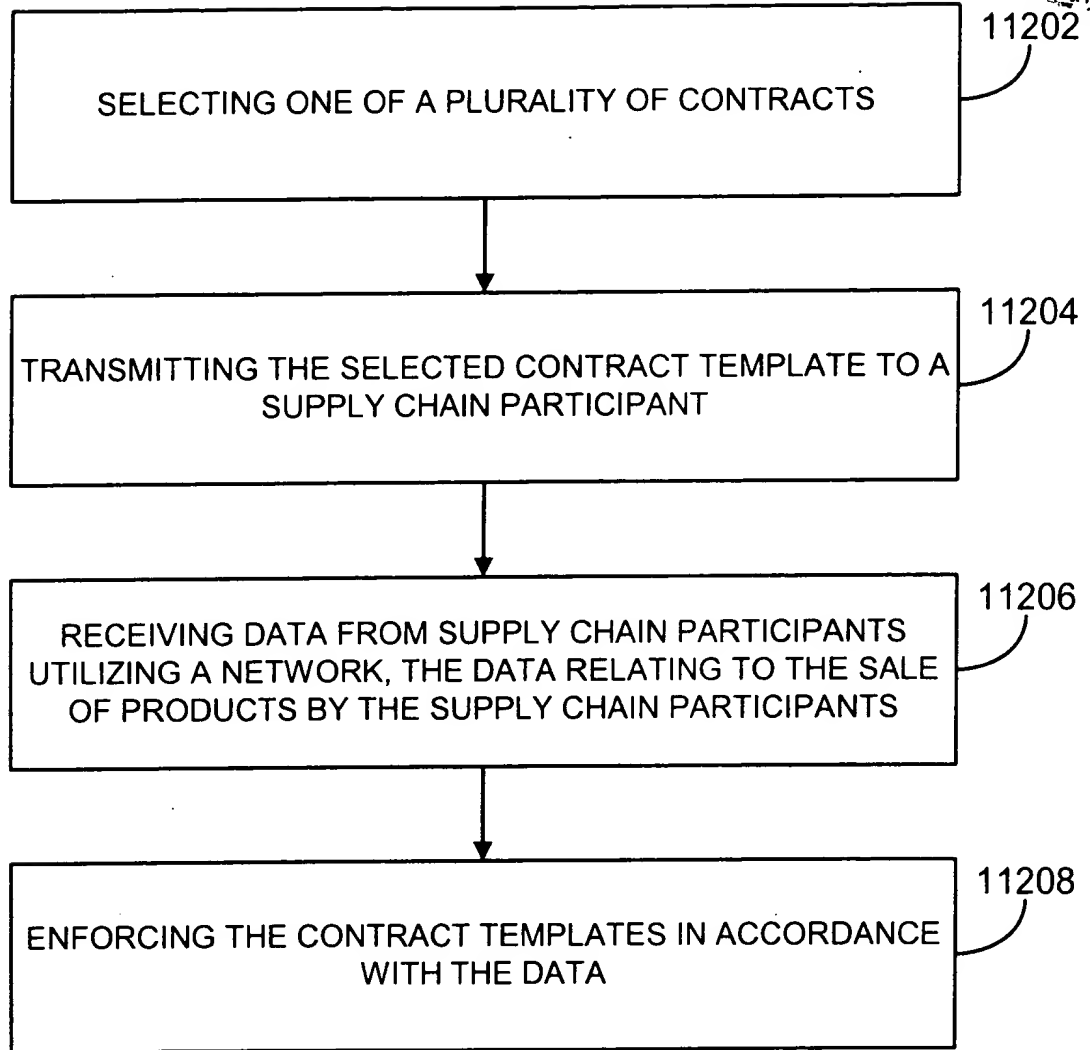 11202
SELECTING ONE OF A PLURALITY OF CONTRACTS
11204
TRANSMITTING THE SELECTED CONTRACT TEMPLATE TO A
SUPPLY CHAIN PARTICIPANT
11206
RECEIVING DATA FROM SUPPLY CHAIN PARTICIPANTS
UTILIZING A NETWORK, THE DATA RELATING TO THE SALE
OF PRODUCTS BY THE SUPPLY CHAIN PARTICIPANTS
11208
ENFORCING THE CONTRACT TEMPLATES IN ACCORDANCE
WITH THE DATA